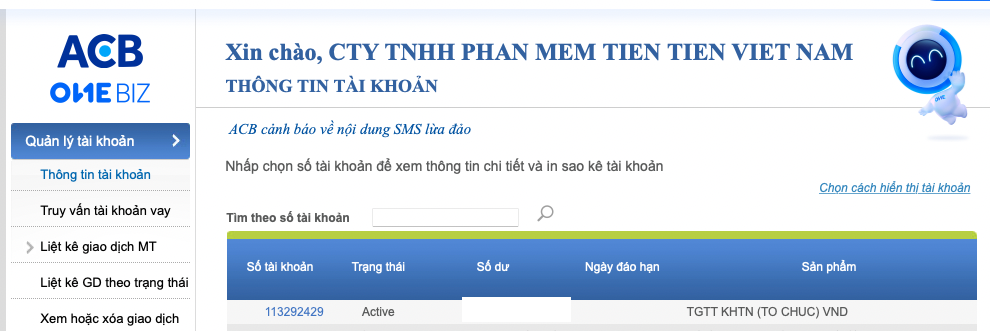 ACB
ONE BIZ
Quản lý tài khoản
Thông tin tài khoản
Truy vấn tài khoản vay
Liệt kê giao dịch MT
Liệt kê GD theo trạng thái
Xem hoặc xóa giao dịch
Xin chào, CTY TNHH PHAN MEM TIEN TIEN VIET NAM
THÔNG TIN TÀI KHOẢN
ONE
ACB cảnh báo về nội dung SMS lừa đảo
Nhấp chọn số tài khoản để xem thông tin chi tiết và in sao kê tài khoản
Chọn cách hiển thị tài khoản
Tìm theo số tài khoản
Số tài khoản Trạng thái Số dư Ngày đáo hạn Sản phẩm
113292429 Active TGTT KHTN (TO CHUC) VND